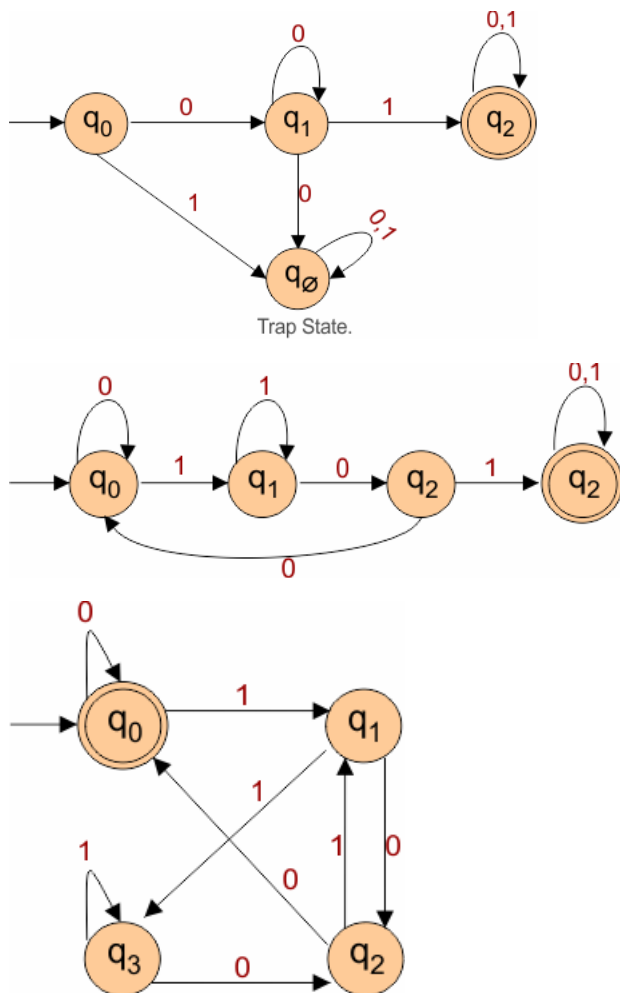 0 0,1
q0 0 q1 1 q2
1 0 0,1
qø
Trap State.
0 1 0,1
q0 1 q1 0 q2 1 q2
0
0
q0 1 q1
1
1 1 0
0
q3 0 q2